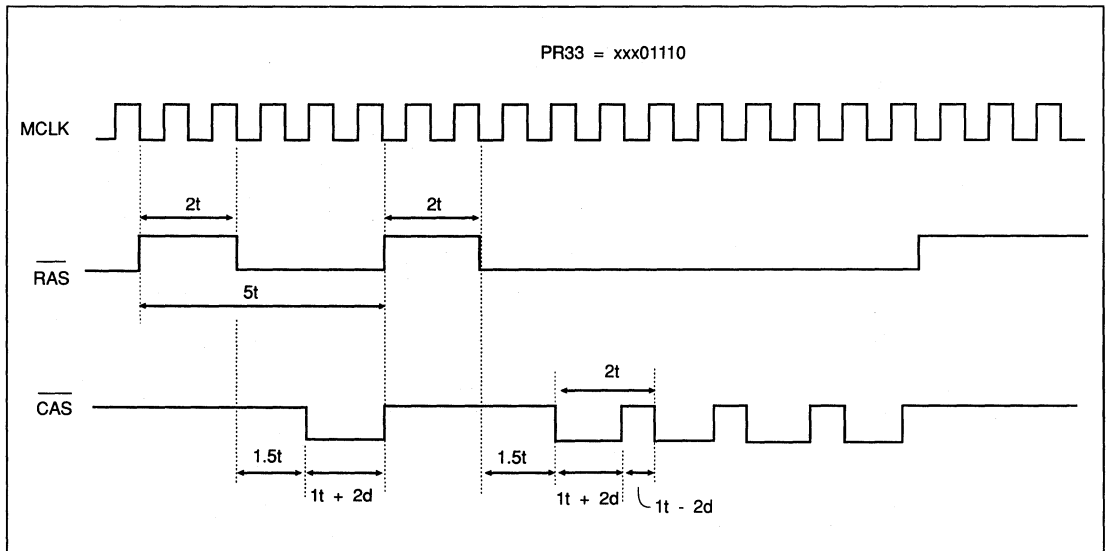 PR33 = xxx01110
MCLK
2t
2t
RAS
5t
2t
CAS
1.5t
1t + 2d
1.5t
1t + 2d
1t - 2d